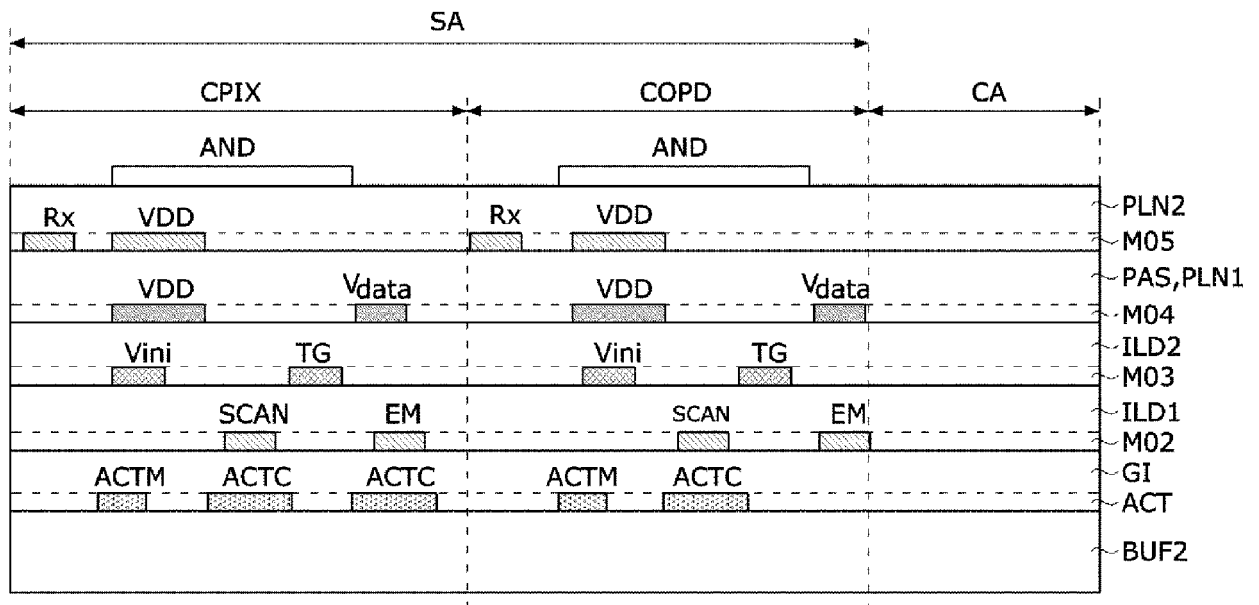 SA
CPIX COPD CA
AND AND
PLN2
Rx VDD Rx VDD
M05
PAS,PLN1
VDD Vdata VDD Vdata
M04
ILD2
Vini TG Vini TG
M03
ILD1
SCAN EM SCAN EM
M02
GI
ACTM ACTC ACTC ACTM ACTC
ACT
BUF2